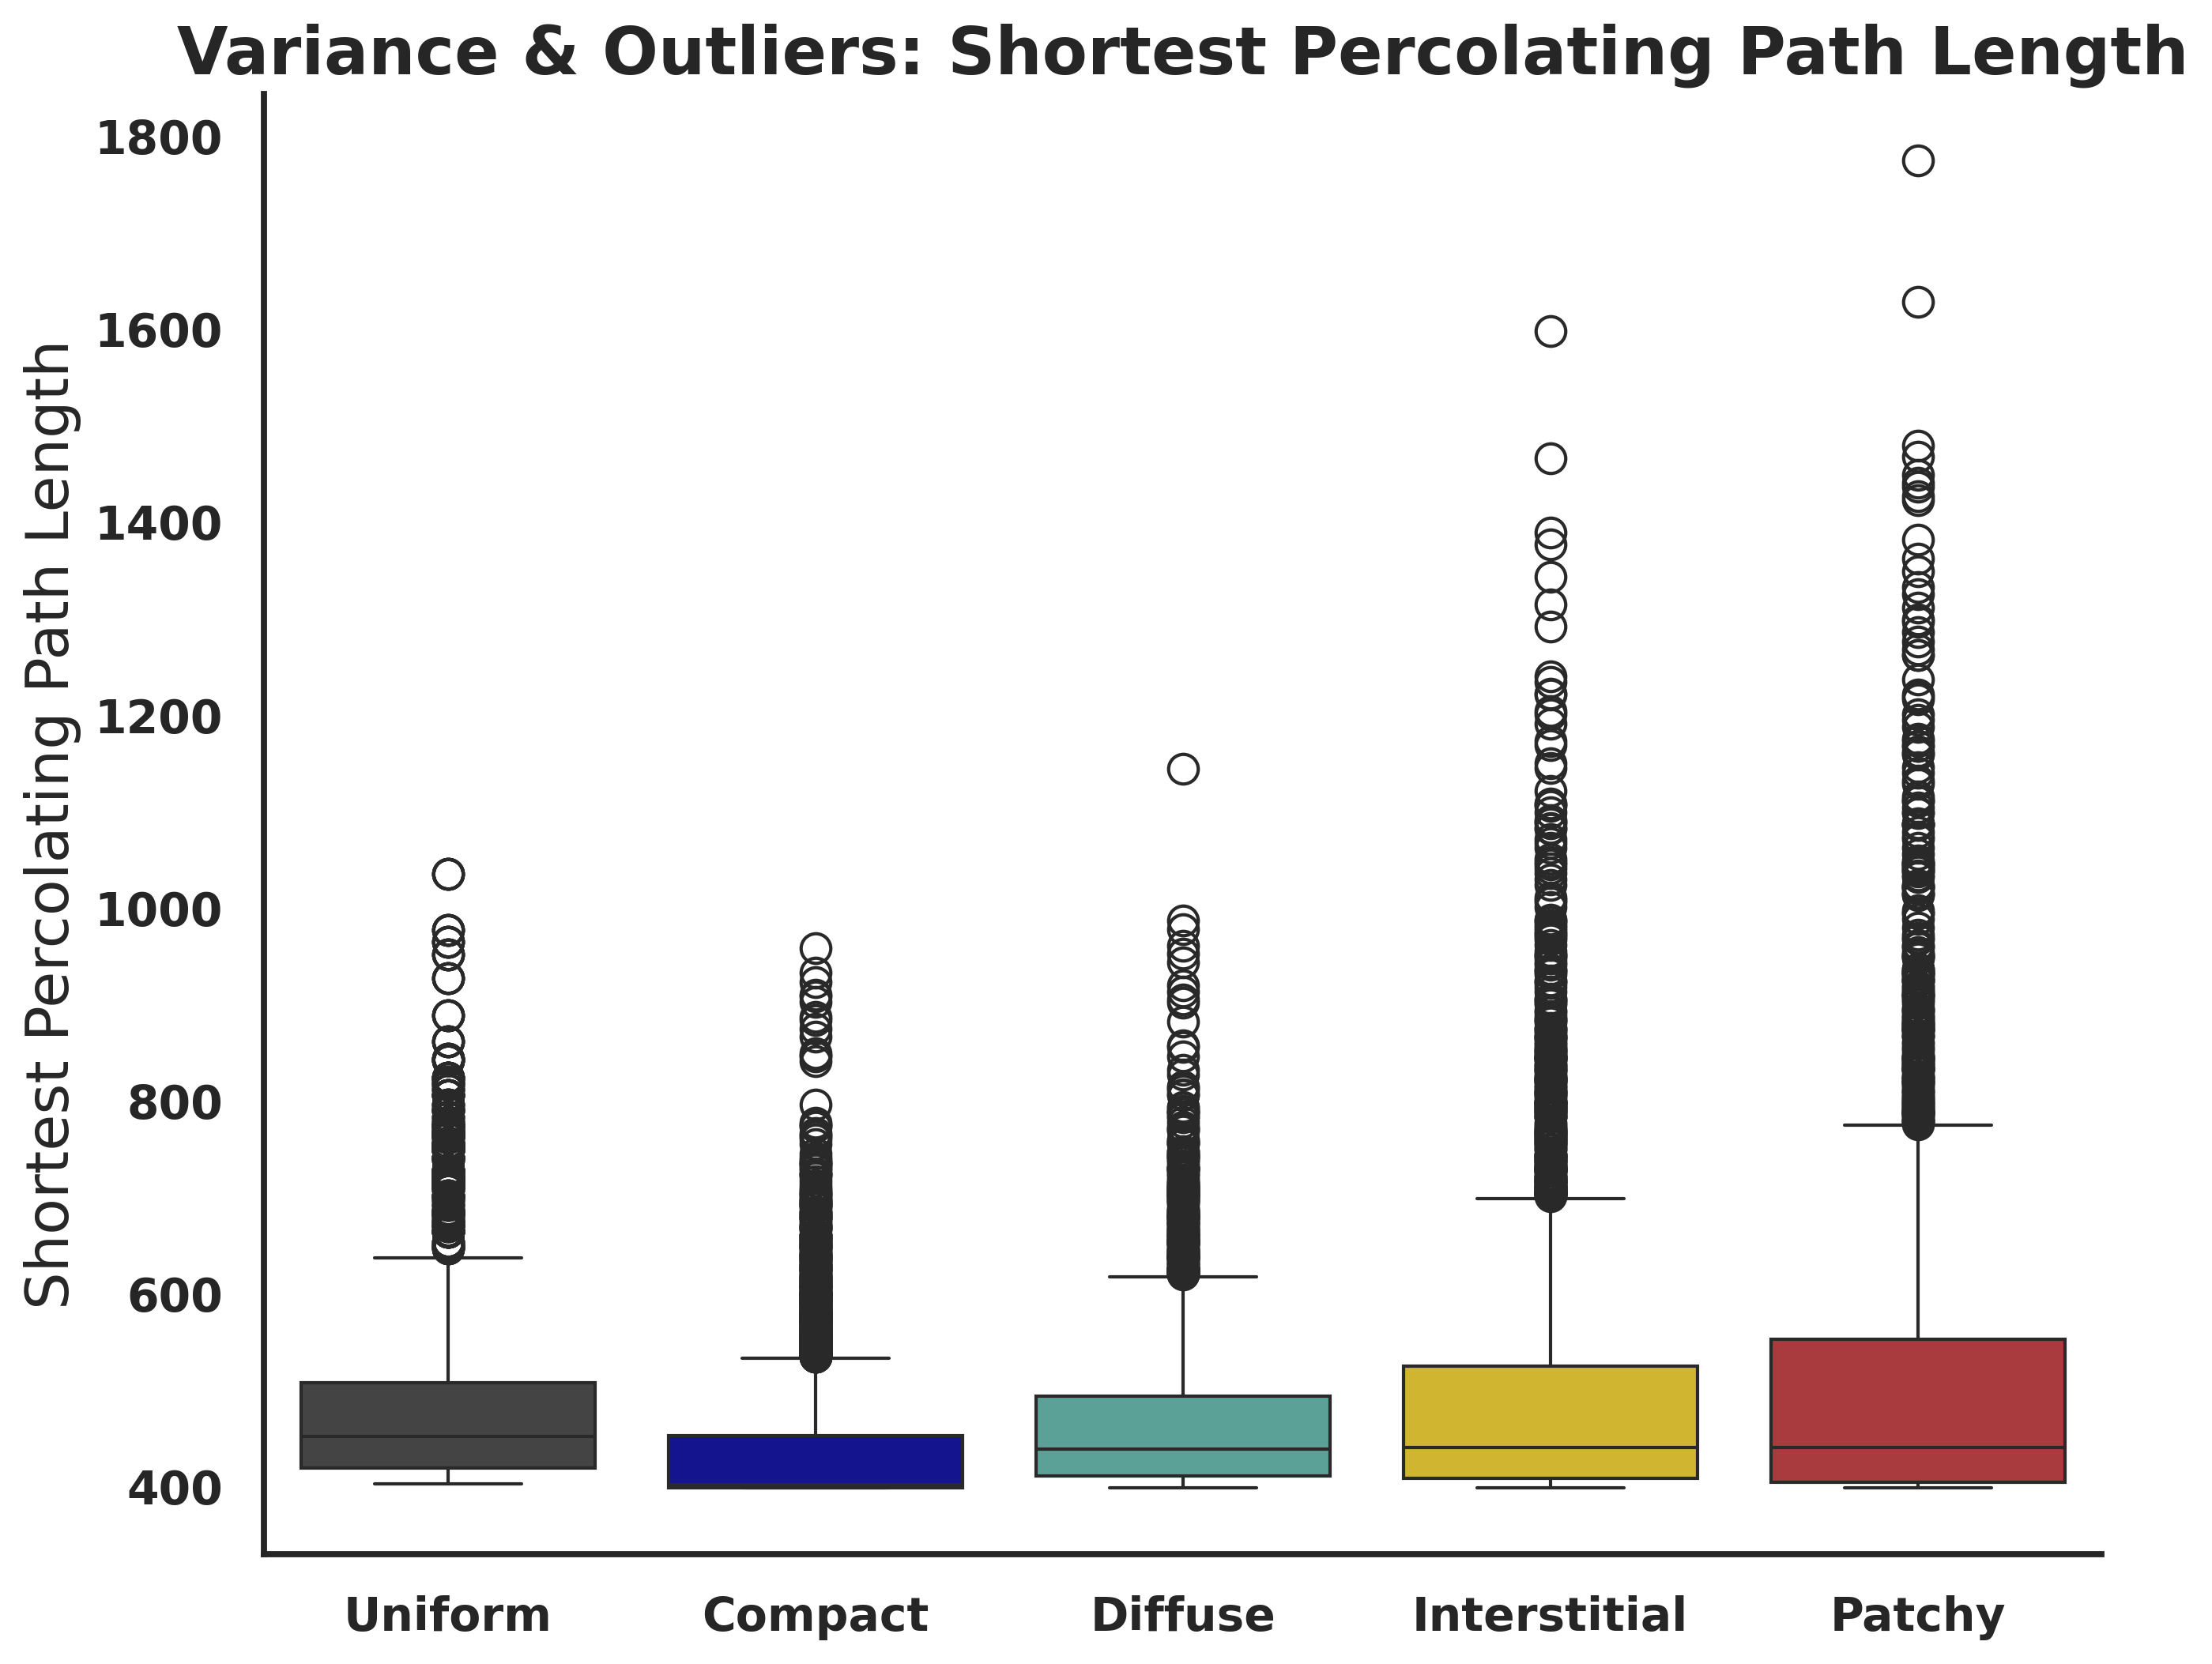 Variance & Outliers: Shortest Percolating Path Length
Shortest Percolating Path Length
1800
1600
1400
1200
1000
800
600
400
Uniform
Compact
Diffuse
Interstitial
Patchy